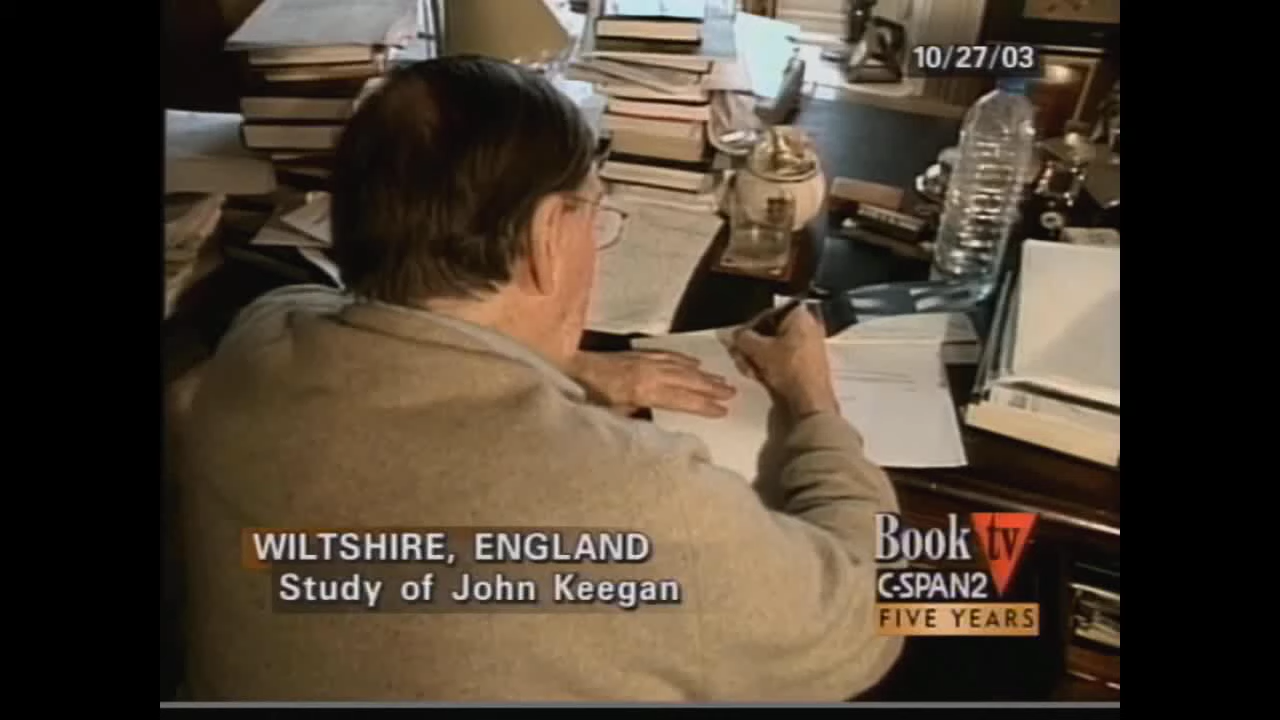 10/27/03
WILTSHIRE, ENGLAND
Study of John Keegan
Book tv
C-SPAN2
FIVE YEARS